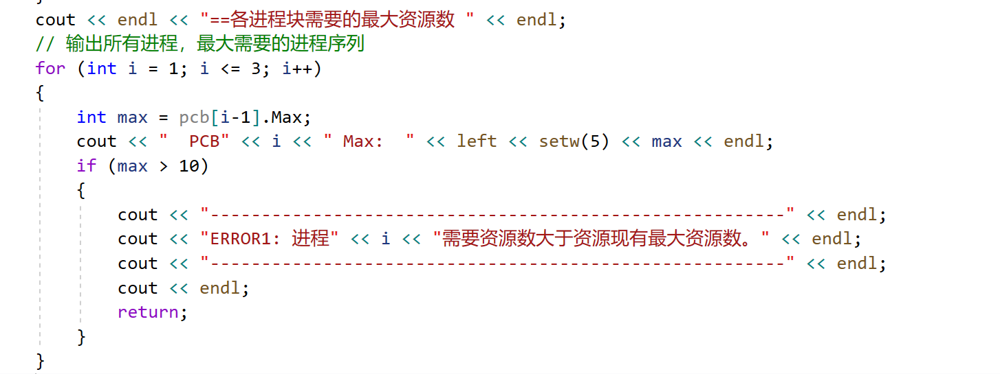 }
cout << endl << "==各进程块需要的最大资源数 " << endl;
// 输出所有进程，最大需要的进程序列
for (int i = 1; i <= 3; i++)
{
    int max = pcb[i-1].Max;
    cout << "  PCB" << i << " Max:  " << left << setw(5) << max << endl;
    if (max > 10)
    {
        cout << "--------------------------------------------------------" << endl;
        cout << "ERROR1: 进程" << i << "需要资源数大于资源现有最大资源数。" << endl;
        cout << "--------------------------------------------------------" << endl;
        cout << endl;
        return;
    }
}